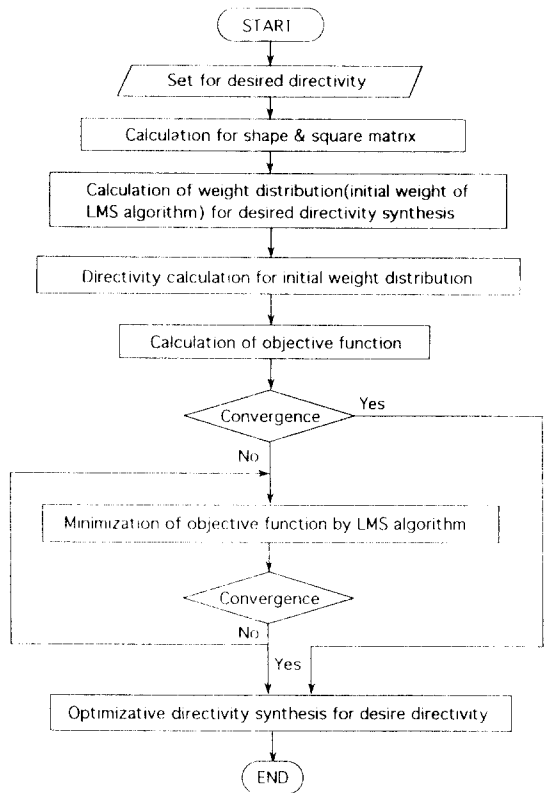 START
Set for desired directivity
Calculation for shape & square matrix
Calculation of weight distribution(initial weight of
LMS algorithm) for desired directivity synthesis
Directivity calculation for initial weight distribution
Calculation of objective function
Convergence
Yes
No
Minimization of objective function by LMS algorithm
Convergence
No
Yes
Optimizative directivity synthesis for desire directivity
END